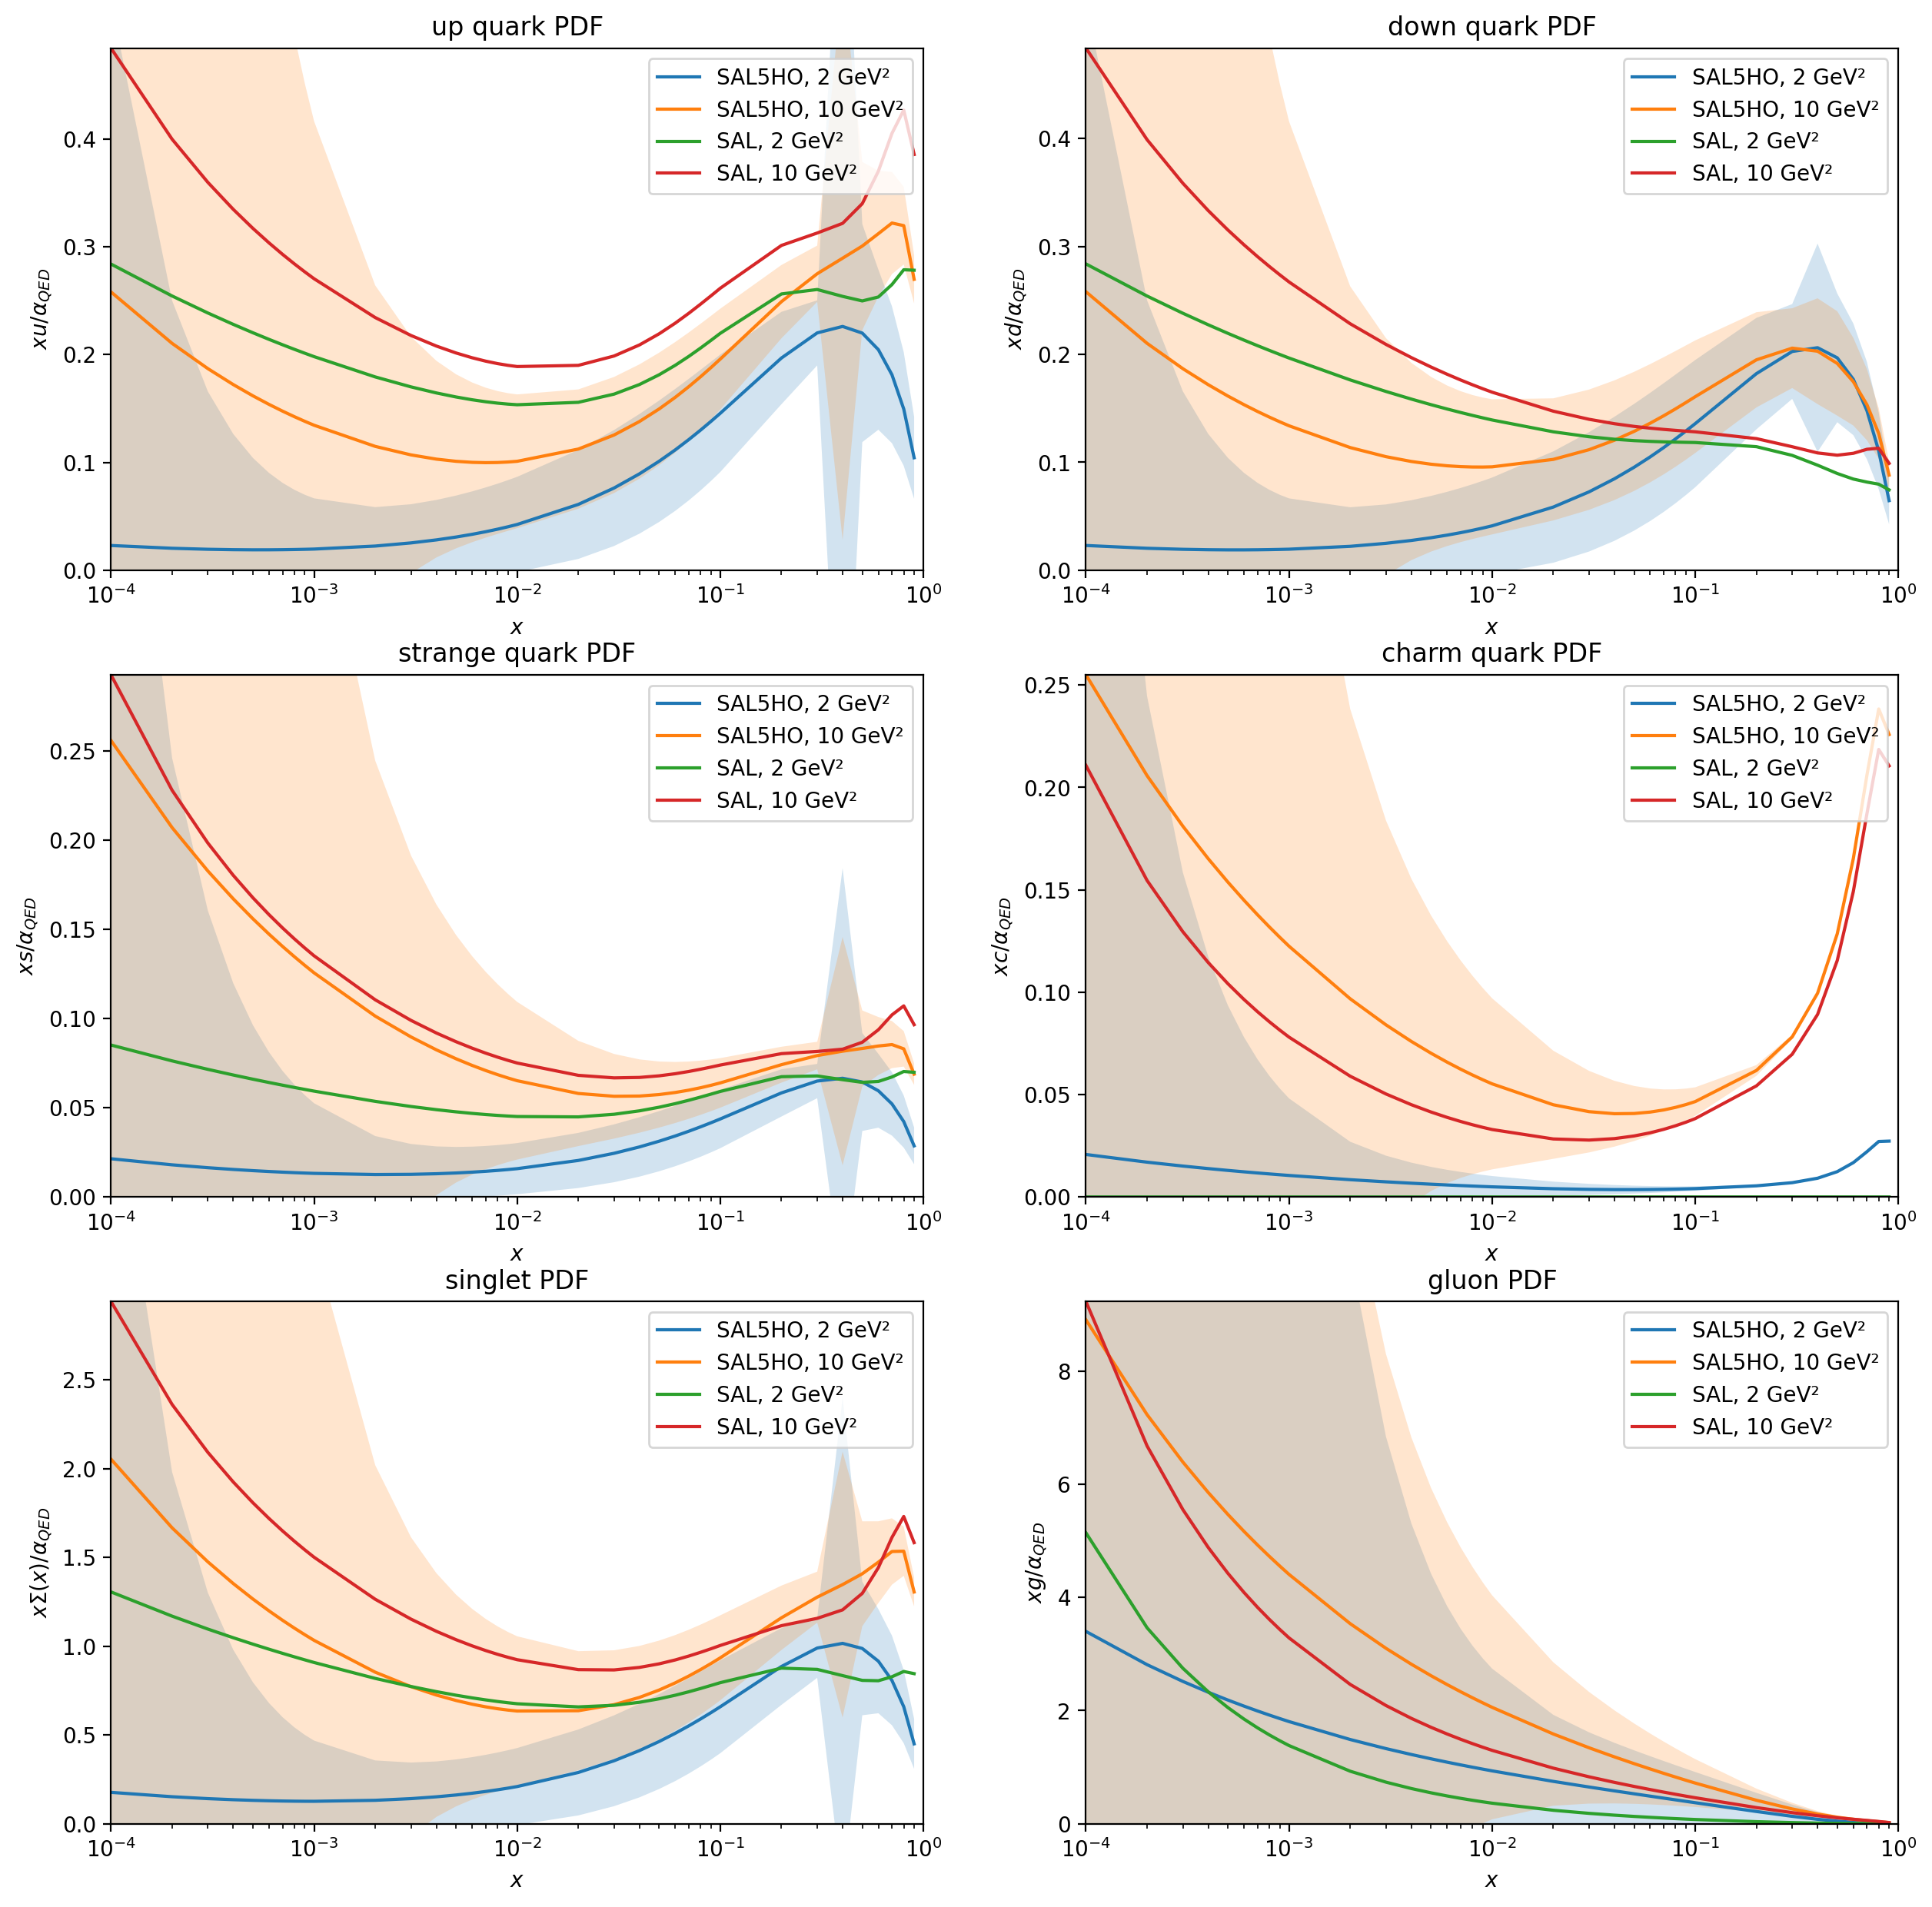 up quark PDF
xu/α_QED
0.4
0.3
0.2
0.1
0.0
SAL5HO, 2 GeV²
SAL5HO, 10 GeV²
SAL, 2 GeV²
SAL, 10 GeV²
10⁻⁴ 10⁻³ 10⁻² 10⁻¹ 10⁰
x
down quark PDF
xd/α_QED
0.4
0.3
0.2
0.1
0.0
SAL5HO, 2 GeV²
SAL5HO, 10 GeV²
SAL, 2 GeV²
SAL, 10 GeV²
10⁻⁴ 10⁻³ 10⁻² 10⁻¹ 10⁰
x
strange quark PDF
xs/α_QED
0.25
0.20
0.15
0.10
0.05
0.00
SAL5HO, 2 GeV²
SAL5HO, 10 GeV²
SAL, 2 GeV²
SAL, 10 GeV²
10⁻⁴ 10⁻³ 10⁻² 10⁻¹ 10⁰
x
charm quark PDF
xc/α_QED
0.25
0.20
0.15
0.10
0.05
0.00
SAL5HO, 2 GeV²
SAL5HO, 10 GeV²
SAL, 2 GeV²
SAL, 10 GeV²
10⁻⁴ 10⁻³ 10⁻² 10⁻¹ 10⁰
x
singlet PDF
xΣ(x)/α_QED
2.5
2.0
1.5
1.0
0.5
0.0
SAL5HO, 2 GeV²
SAL5HO, 10 GeV²
SAL, 2 GeV²
SAL, 10 GeV²
10⁻⁴ 10⁻³ 10⁻² 10⁻¹ 10⁰
x
gluon PDF
xg/α_QED
8
6
4
2
0
SAL5HO, 2 GeV²
SAL5HO, 10 GeV²
SAL, 2 GeV²
SAL, 10 GeV²
10⁻⁴ 10⁻³ 10⁻² 10⁻¹ 10⁰
x